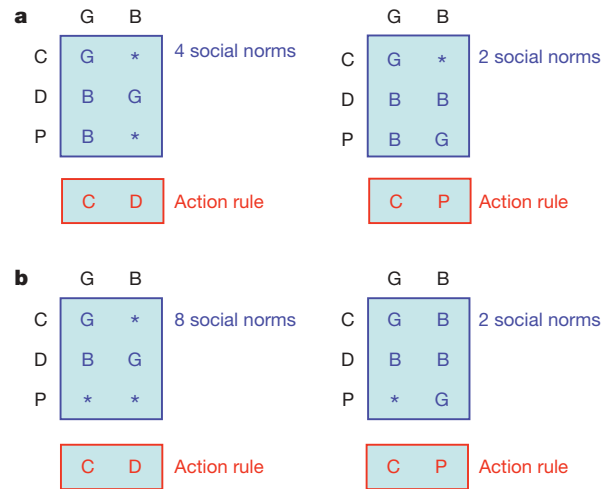 a
G B G B
C G * 4 social norms C G * 2 social norms
D B G D B B
P B * P B G
C D Action rule C P Action rule
b
G B G B
C G * 8 social norms C G B 2 social norms
D B G D B B
P * * P * G
C D Action rule C P Action rule